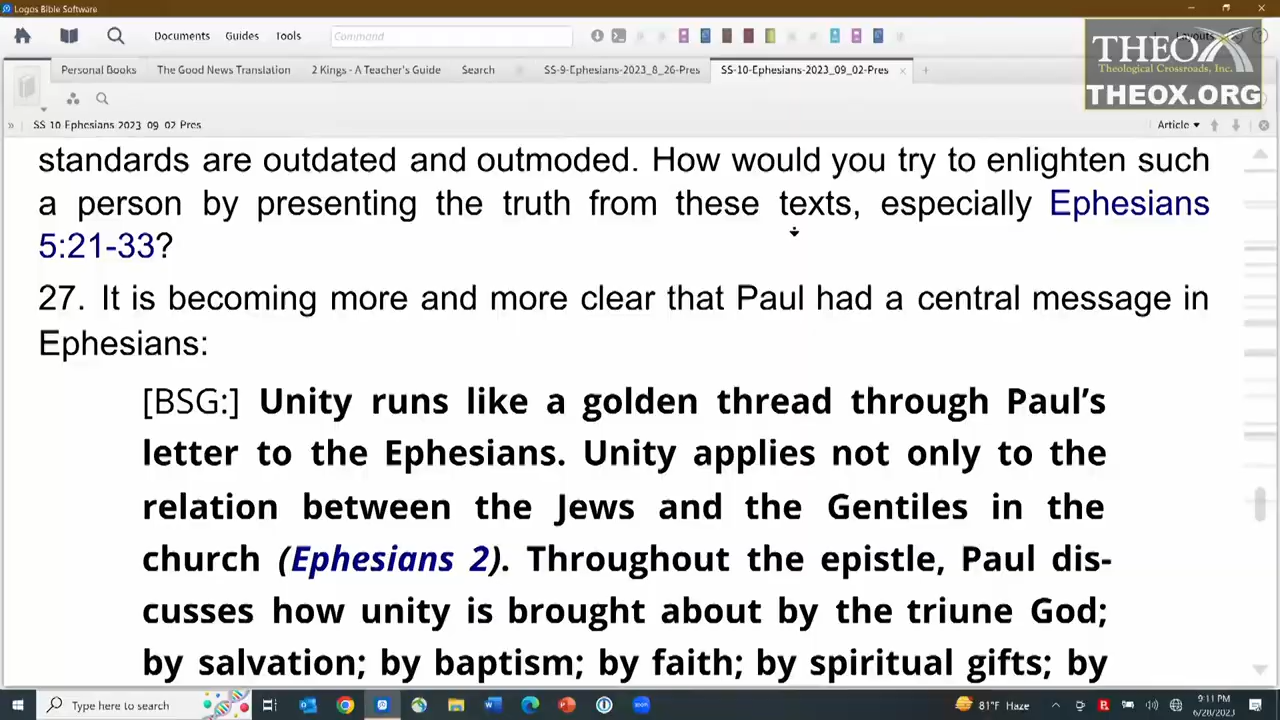 Logos Bible Software
Documents Guides Tools Command Layouts
THEOX
Theological Crossroads, Inc.
THEOX.ORG
Personal Books The Good News Translation 2 Kings - A Teacher's Guide Sear SS-9-Ephesians-2023_8_26-Pres SS-10-Ephesians-2023_09_02-Pres
SS 10 Ephesians 2023 09 02 Pres Article
standards are outdated and outmoded. How would you try to enlighten such
a person by presenting the truth from these texts, especially Ephesians
5:21-33?
27. It is becoming more and more clear that Paul had a central message in
Ephesians:
[BSG:] Unity runs like a golden thread through Paul's
letter to the Ephesians. Unity applies not only to the
relation between the Jews and the Gentiles in the
church (Ephesians 2). Throughout the epistle, Paul dis-
cusses how unity is brought about by the triune God;
by salvation; by baptism; by faith; by spiritual gifts; by
Type here to search 81°F Haze 9:11 PM
6/28/2023